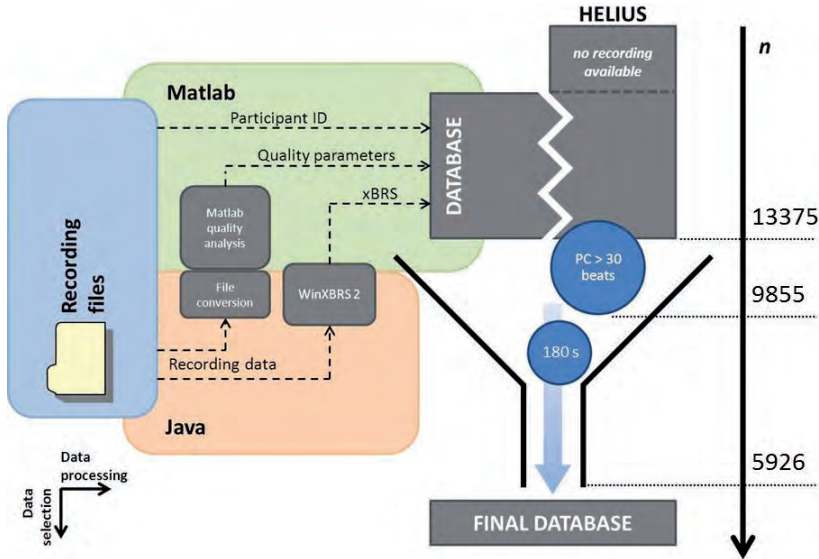 HELIUS
n
no recording
available
Matlab
Participant ID
Quality parameters
xBRS
DATABASE
Matlab
quality
analysis
File
conversion
WinXBRS 2
Recording
files
Recording data
Java
13375
PC > 30
beats
9855
180 s
5926
Data
processing
Data
selection
FINAL DATABASE